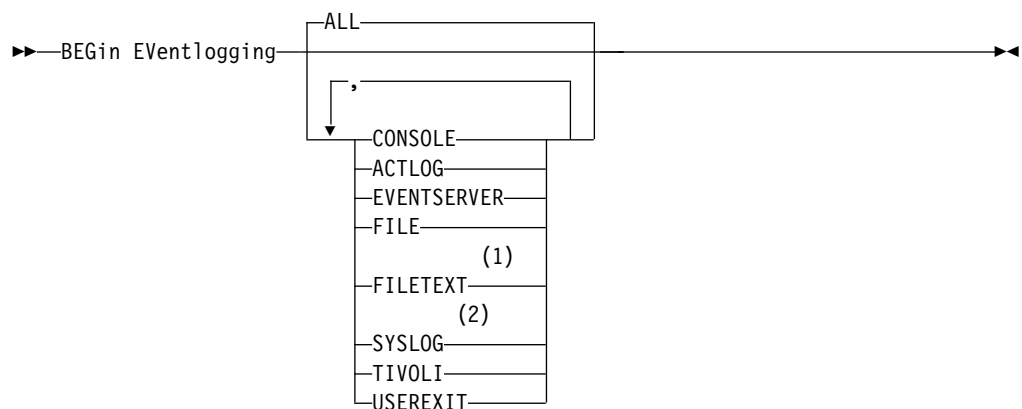 ALL
BEGin EVentlogging
,
CONSOLE
ACTLOG
EVENTSERVER
FILE
(1)
FILETEXT
(2)
SYSLOG
TIVOLI
USEREXIT